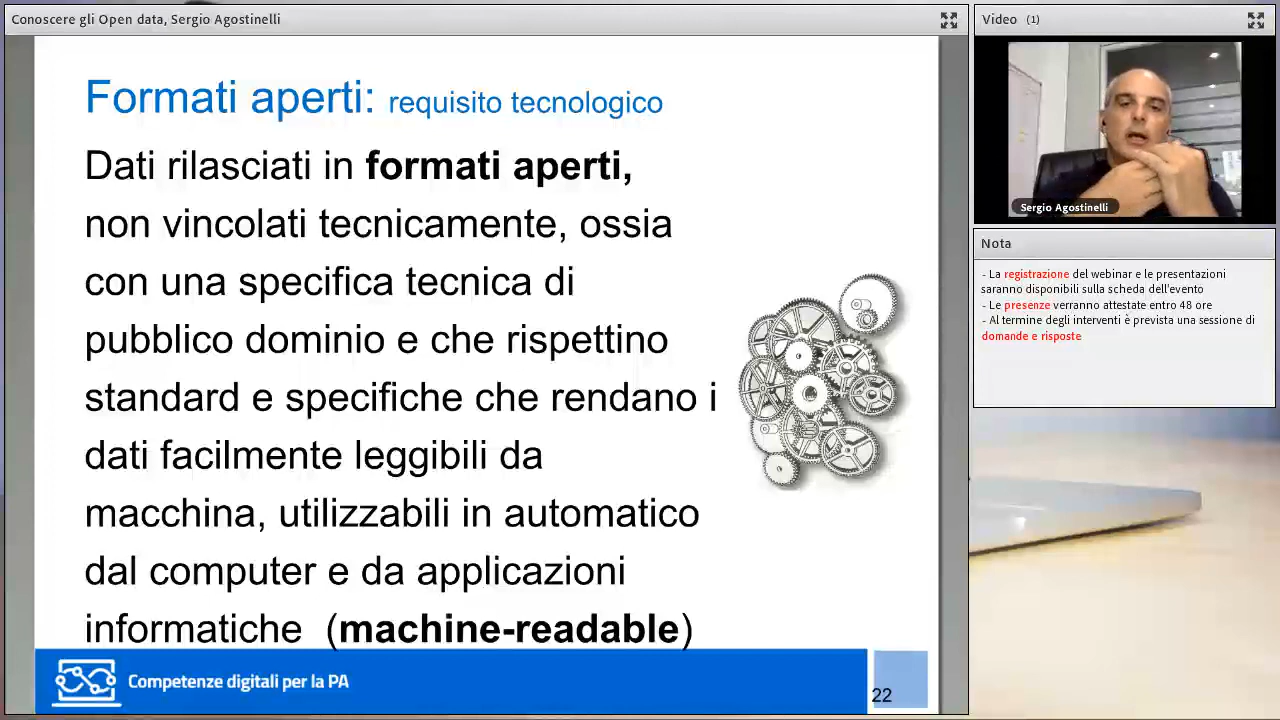 Conoscere gli Open data, Sergio Agostinelli
Formati aperti: requisito tecnologico
Dati rilasciati in formati aperti,
non vincolati tecnicamente, ossia
con una specifica tecnica di
pubblico dominio e che rispettino
standard e specifiche che rendano i
dati facilmente leggibili da
macchina, utilizzabili in automatico
dal computer e da applicazioni
informatiche (machine-readable)
Competenze digitali per la PA
22
Video (1)
Sergio Agostinelli
Nota
- La registrazione del webinar e le presentazioni
saranno disponibili sulla scheda dell'evento
- Le presenze verranno attestate entro 48 ore
- Al termine degli interventi è prevista una sessione di
domande e risposte